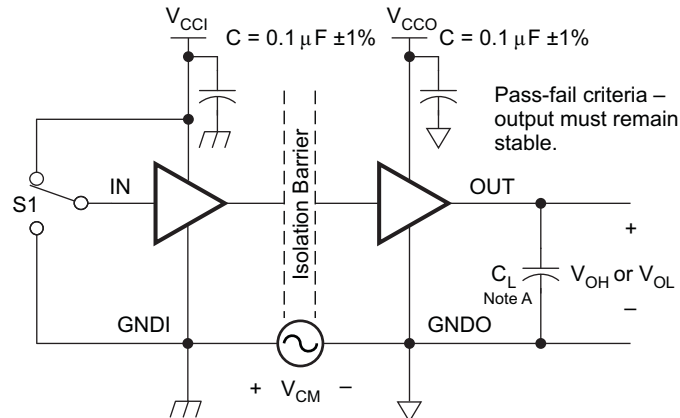 V_CCI
C = 0.1 μF ±1%
V_CCO
C = 0.1 μF ±1%
Pass-fail criteria –
output must remain
stable.
Isolation Barrier
IN
OUT
S1
+
C_L
Note A
V_OH or V_OL
–
GNDI
GNDO
+ V_CM –